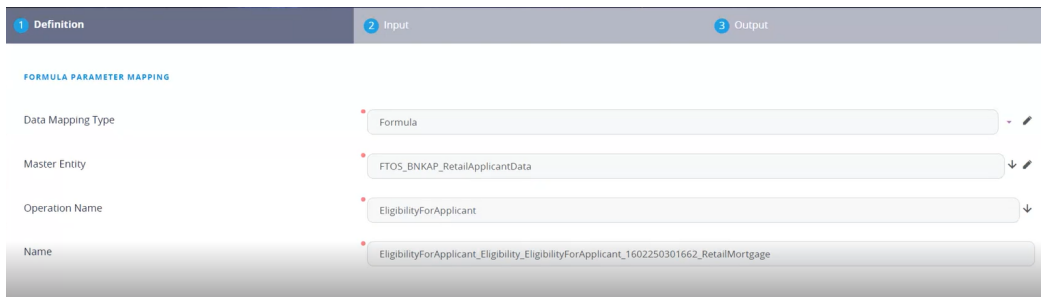 1 Definition 2 Input 3 Output
FORMULA PARAMETER MAPPING
Data Mapping Type Formula
Master Entity FTOS_BNKAP_RetailApplicantData
Operation Name EligibilityForApplicant
Name EligibilityForApplicant_Eligibility_EligibilityForApplicant_1602250301662_RetailMortgage